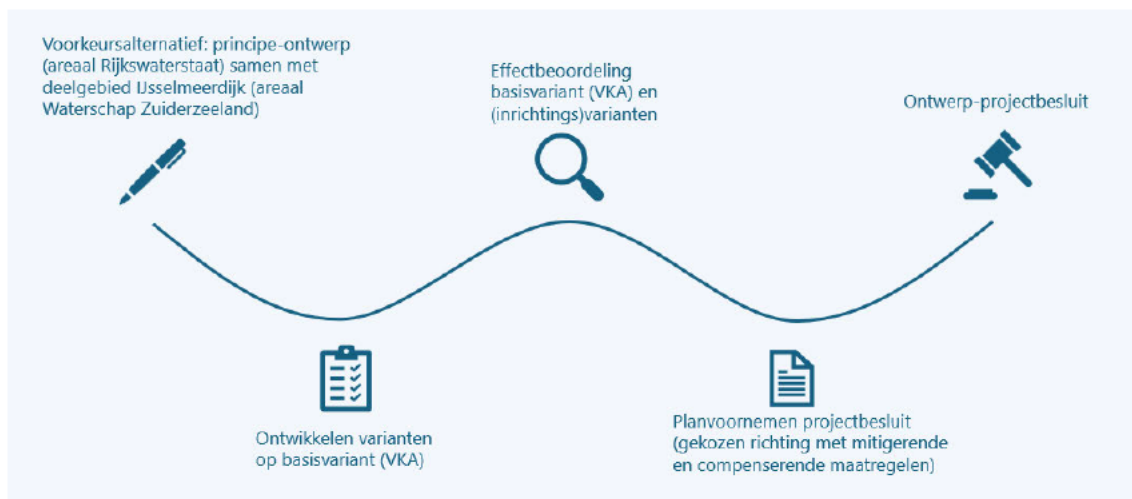 Voorkeursalternatief: principe-ontwerp
(areaal Rijkswaterstaat) samen met
deelgebied IJsselmeerdijk (areaal
Waterschap Zuiderzeeland)
Ontwikkelen varianten
op basisvariant (VKA)
Effectbeoordeling
basisvariant (VKA) en
(inrichtings)varianten
Planvoornemen projectbesluit
(gekozen richting met mitigerende
en compenserende maatregelen)
Ontwerp-projectbesluit